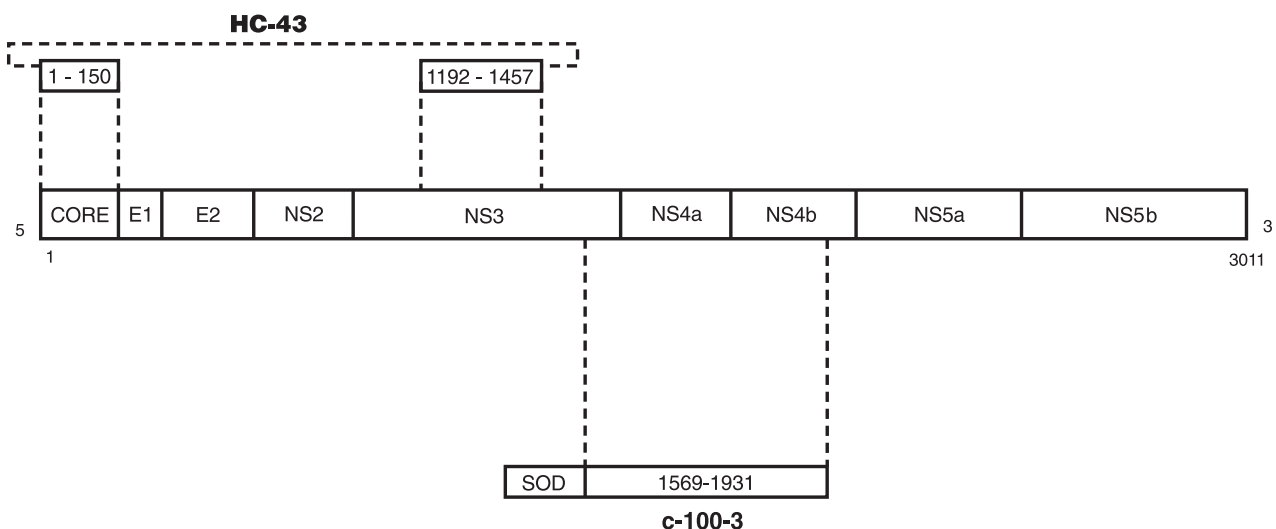 HC-43
1 - 150 1192 - 1457
5 CORE E1 E2 NS2 NS3 NS4a NS4b NS5a NS5b 3
1 3011
SOD 1569-1931
c-100-3